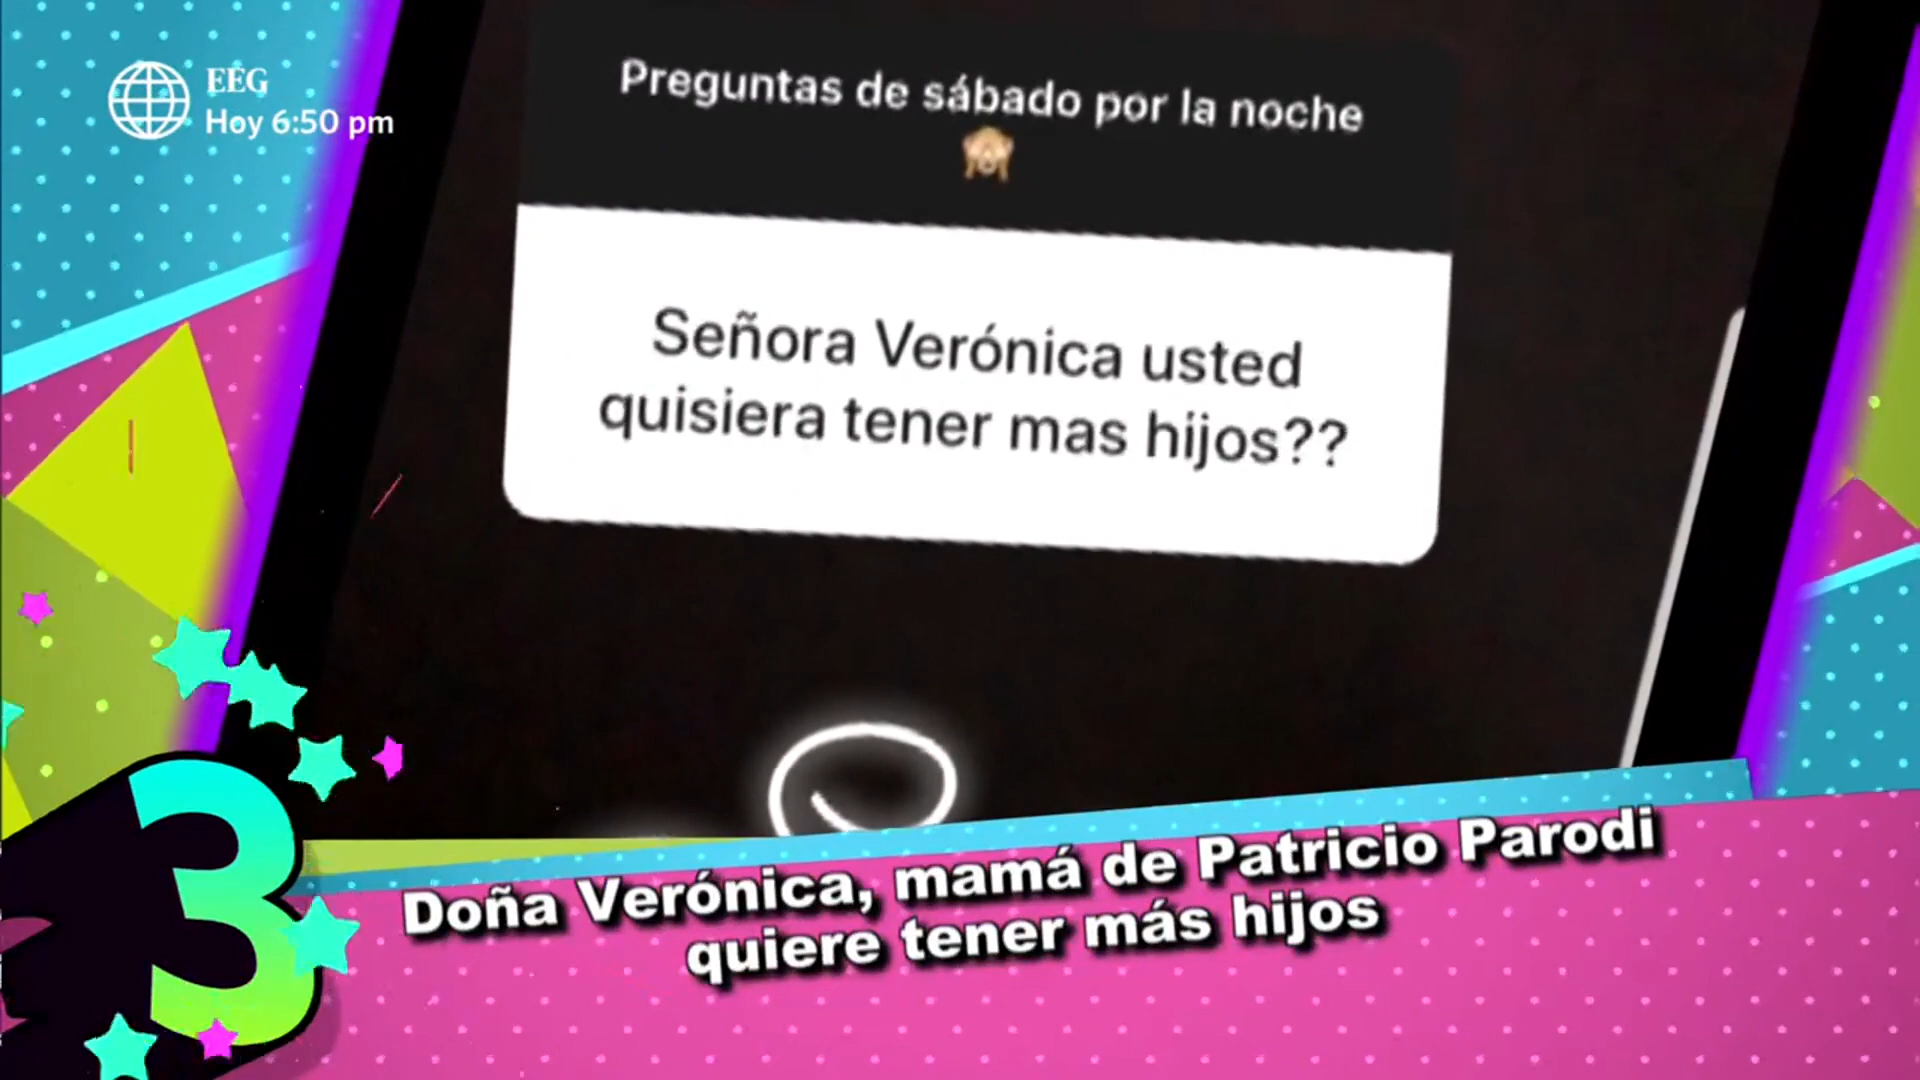 EEG
Hoy 6:50 pm
Preguntas de sábado por la noche
🙈
Señora Verónica usted
quisiera tener mas hijos??
3
Doña Verónica, mamá de Patricio Parodi
quiere tener más hijos